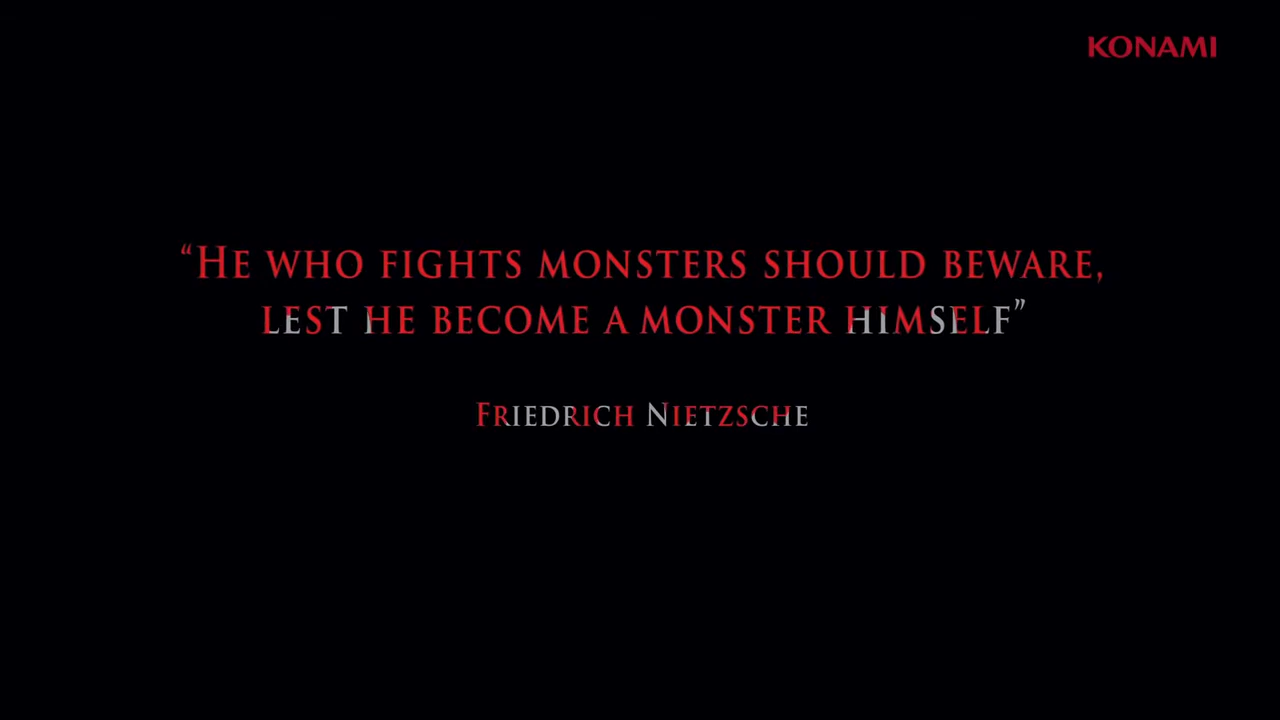 KONAMI
“HE WHO FIGHTS MONSTERS SHOULD BEWARE,
LEST HE BECOME A MONSTER HIMSELF”
FRIEDRICH NIETZSCHE